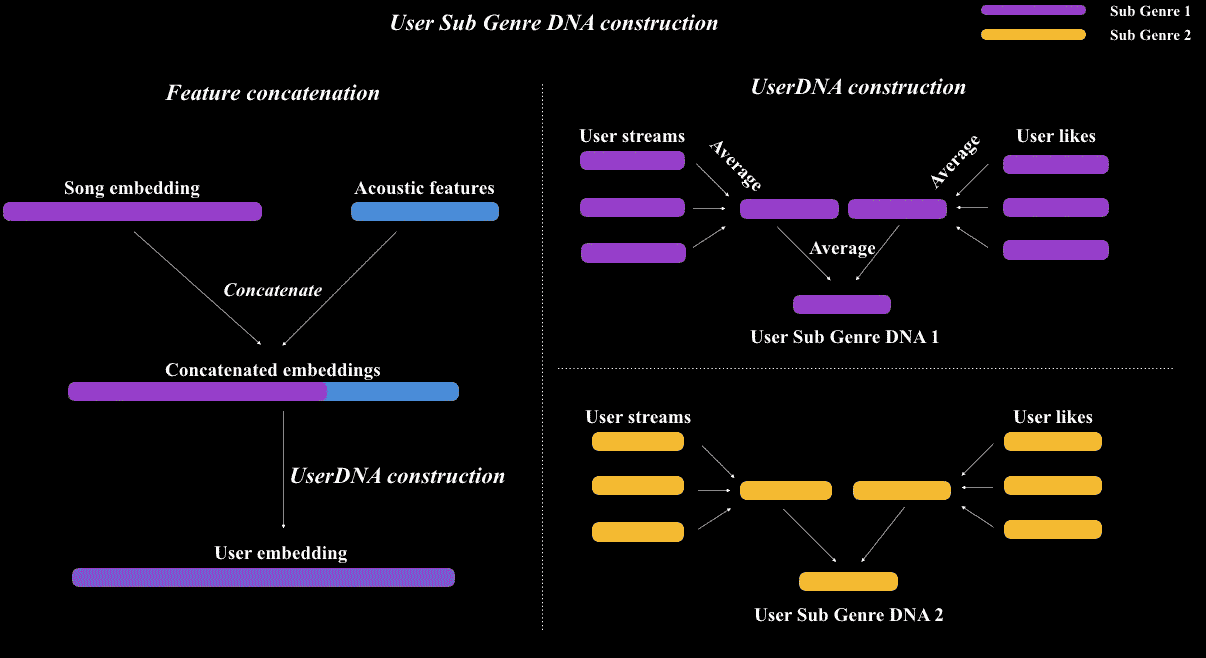 User Sub Genre DNA construction
Sub Genre 1
Sub Genre 2
Feature concatenation
Song embedding
Acoustic features
Concatenate
Concatenated embeddings
UserDNA construction
User embedding
UserDNA construction
User streams
Average
Average
User likes
Average
User Sub Genre DNA 1
User streams
User likes
User Sub Genre DNA 2